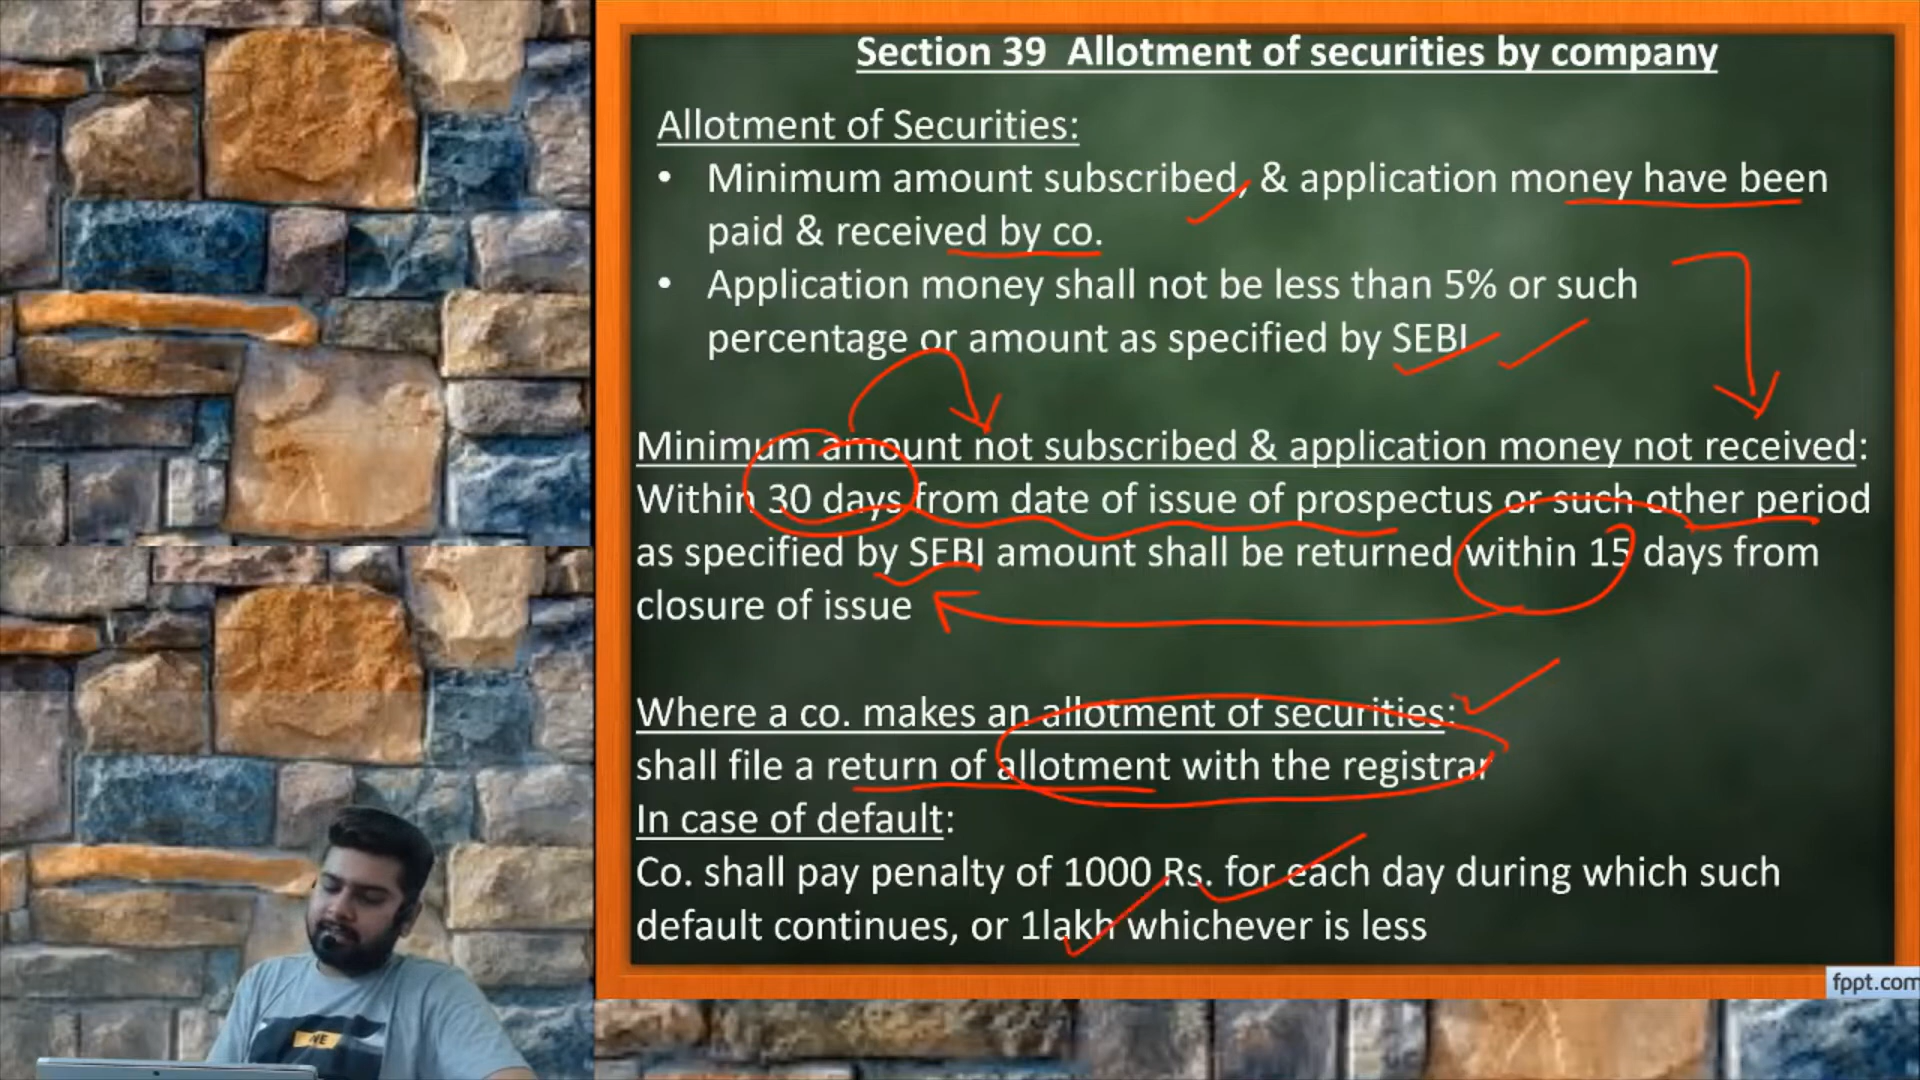 Section 39 Allotment of securities by company
Allotment of Securities:
• Minimum amount subscribed, & application money have been
paid & received by co.
• Application money shall not be less than 5% or such
percentage or amount as specified by SEBI
Minimum amount not subscribed & application money not received:
Within 30 days from date of issue of prospectus or such other period
as specified by SEBI amount shall be returned within 15 days from
closure of issue
Where a co. makes an allotment of securities:
shall file a return of allotment with the registrar
In case of default:
Co. shall pay penalty of 1000 Rs. for each day during which such
default continues, or 1lakh whichever is less
fppt.com